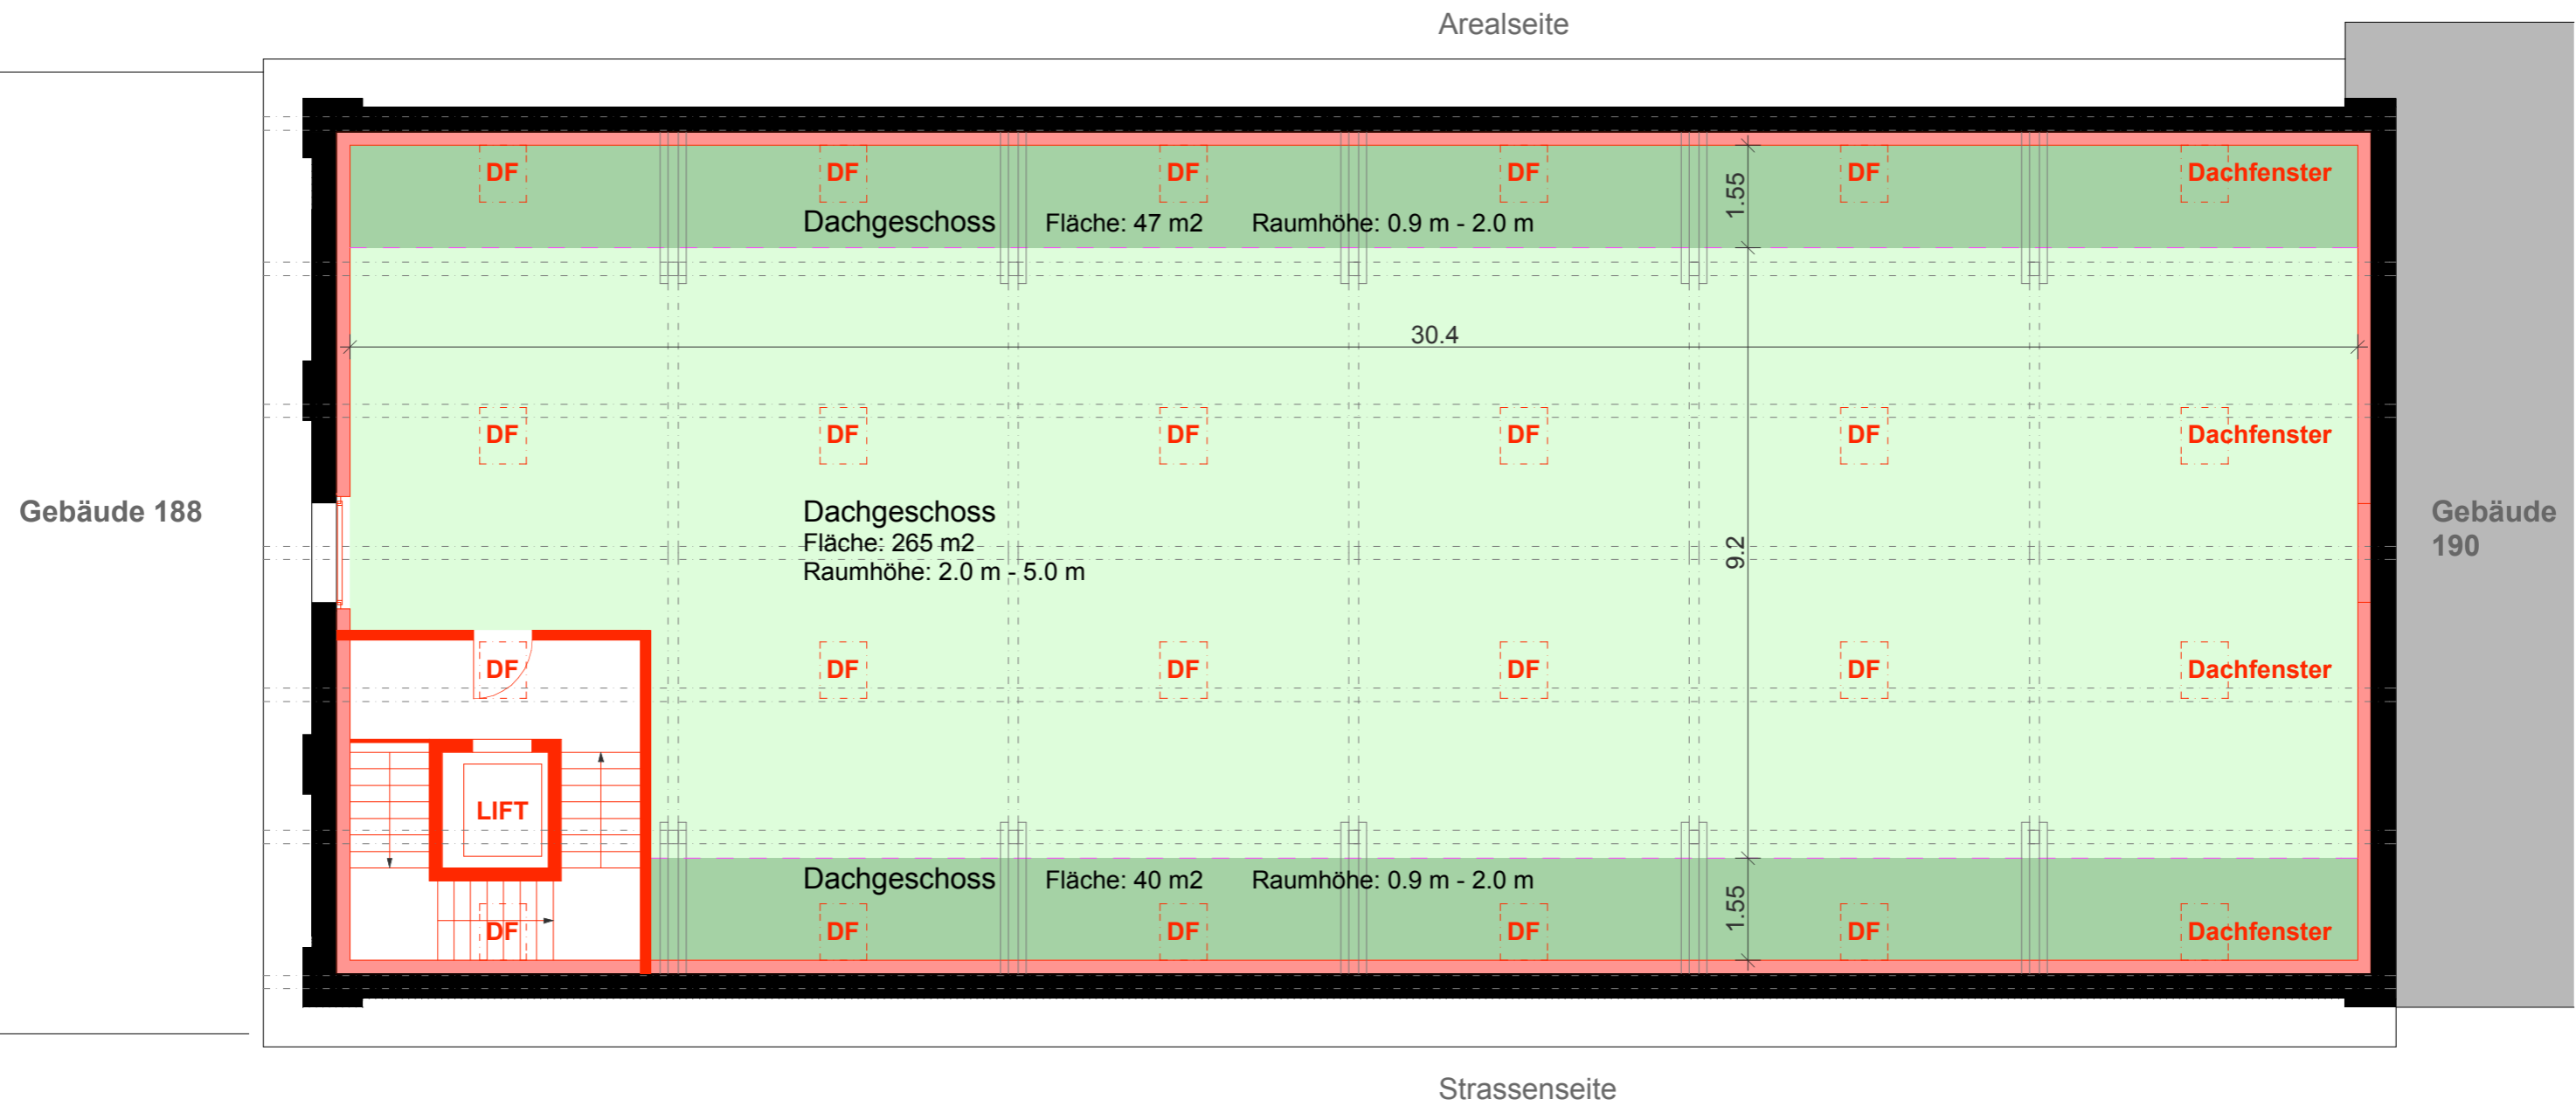 Arealseite
DF DF DF DF DF Dachfenster
1.55
Dachgeschoss Fläche: 47 m2 Raumhöhe: 0.9 m - 2.0 m
30.4
DF DF DF DF DF Dachfenster
Gebäude 188
Dachgeschoss
Fläche: 265 m2
Raumhöhe: 2.0 m - 5.0 m
9.2
Gebäude
190
DF DF DF DF DF Dachfenster
LIFT
Dachgeschoss Fläche: 40 m2 Raumhöhe: 0.9 m - 2.0 m
1.55
DF DF DF DF DF Dachfenster
Strassenseite